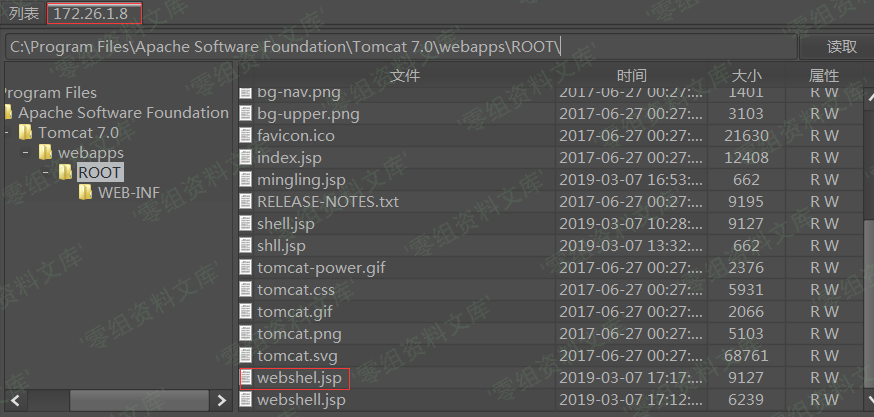 列表 172.26.1.8
C:\Program Files\Apache Software Foundation\Tomcat 7.0\webapps\ROOT\ 读取
rogram Files
Apache Software Foundation
Tomcat 7.0
webapps
ROOT
WEB-INF
文件 时间 大小 属性
bg-nav.png 2017-06-27 00:27:... 1401 R W
bg-upper.png 2017-06-27 00:27:... 3103 R W
favicon.ico 2017-06-27 00:27:... 21630 R W
index.jsp 2017-06-27 00:27:... 12408 R W
mingling.jsp 2019-03-07 16:53:... 662 R W
RELEASE-NOTES.txt 2017-06-27 00:27:... 9195 R W
shell.jsp 2019-03-07 10:28:... 9127 R W
shll.jsp 2019-03-07 13:32:... 662 R W
tomcat-power.gif 2017-06-27 00:27:... 2376 R W
tomcat.css 2017-06-27 00:27:... 5931 R W
tomcat.gif 2017-06-27 00:27:... 2066 R W
tomcat.png 2017-06-27 00:27:... 5103 R W
tomcat.svg 2017-06-27 00:27:... 68761 R W
webshel.jsp 2019-03-07 17:17:... 9127 R W
webshell.jsp 2019-03-07 17:12:... 6239 R W
'零组资料文库'